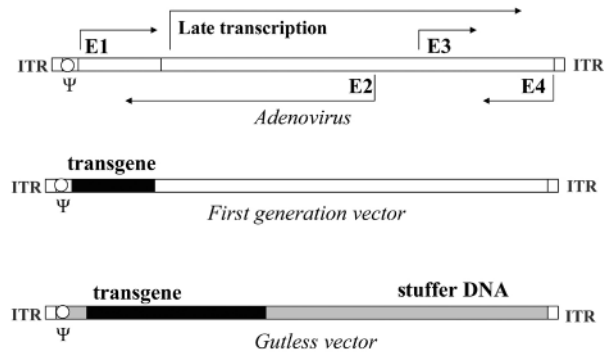 Late transcription
E1 E3
ITR ITR
Ψ E2 E4
Adenovirus
transgene
ITR ITR
Ψ
First generation vector
transgene stuffer DNA
ITR ITR
Ψ
Gutless vector